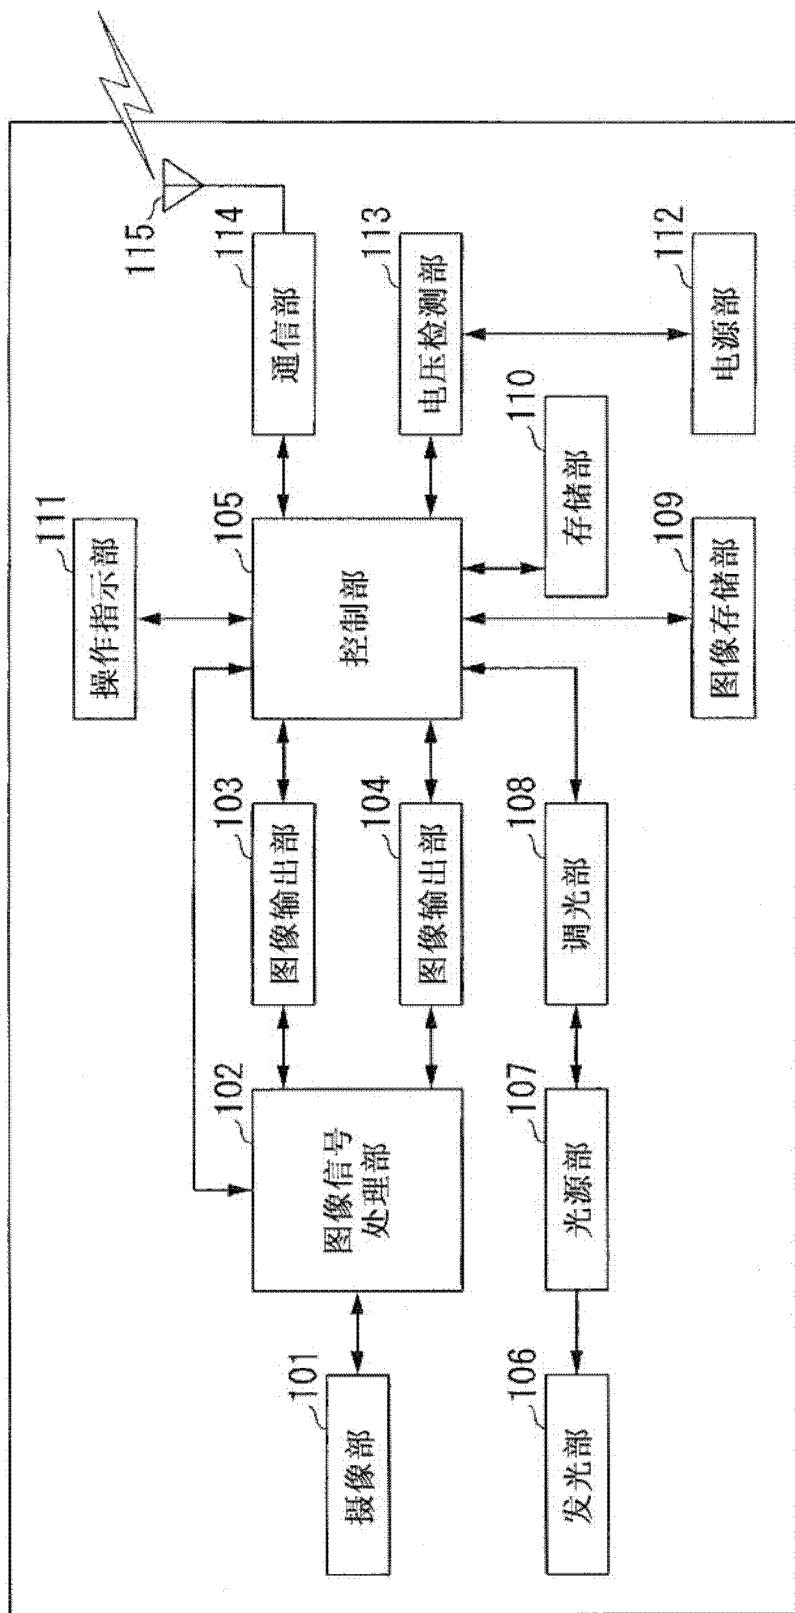 115
111
操作指示部
105
控制部
114
通信部
113
电压检测部
103
图像输出部
104
图像输出部
110
存储部
112
电源部
102
图像信号
处理部
108
调光部
109
图像存储部
101
摄像部
107
光源部
106
发光部